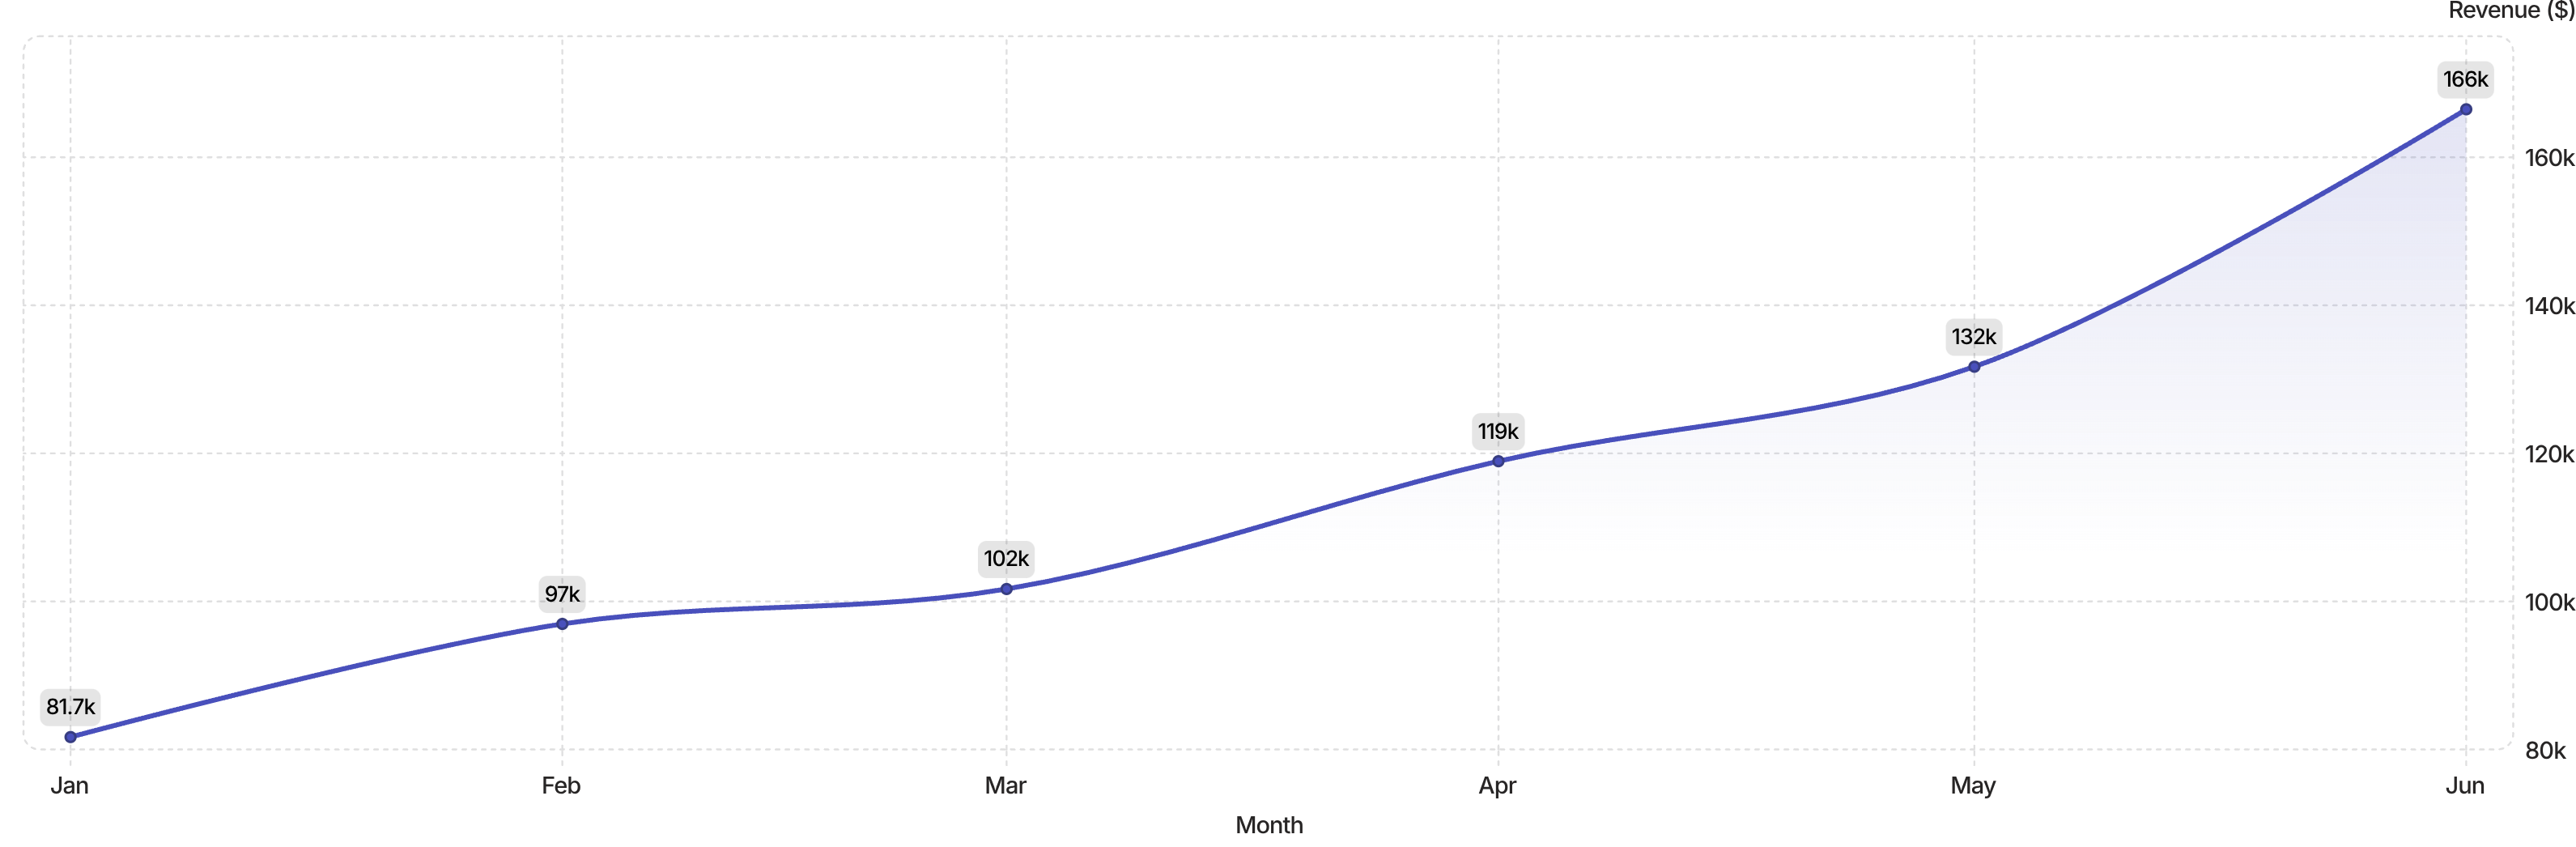 Revenue ($)
166k
160k
140k
132k
119k
120k
102k
97k
100k
81.7k
80k
Jan Feb Mar Apr May Jun
Month